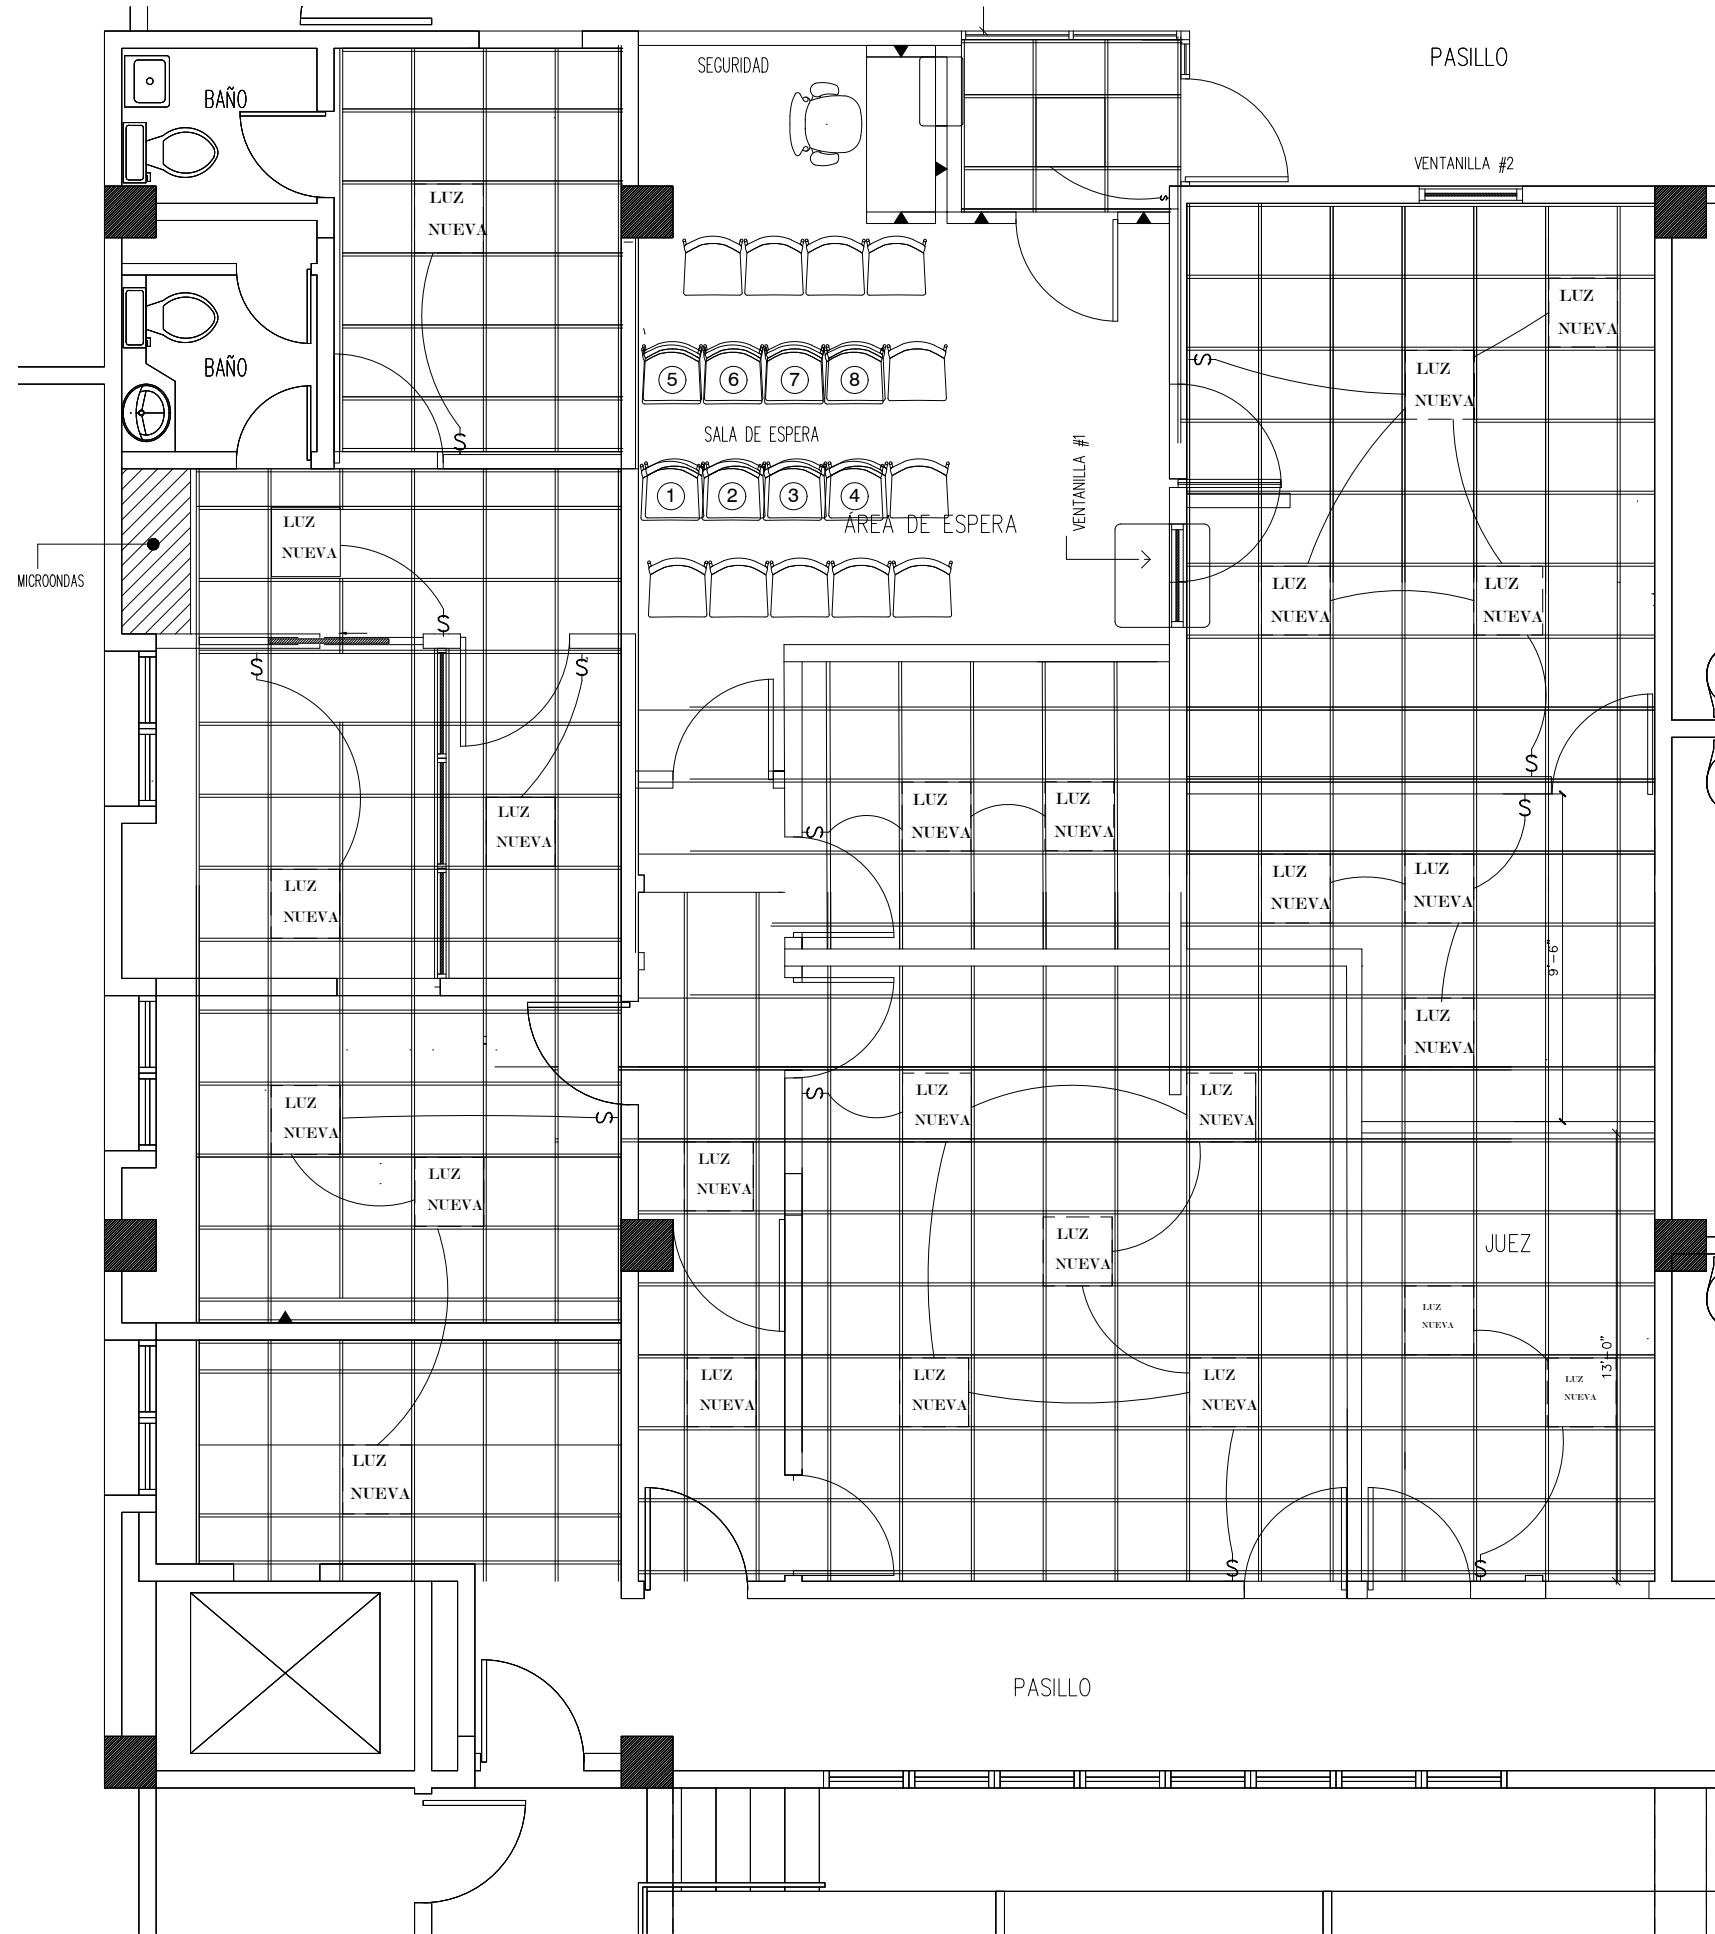 PASILLO
SEGURIDAD
BAÑO
VENTANILLA #2
LUZ
NUEVA
S
LUZ
NUEVA
BAÑO
S
LUZ
NUEVA
5
6
7
8
SALA DE ESPERA
S
VENTANILLA #1
1
2
3
4
ÁREA DE ESPERA
LUZ
NUEVA
MICROONDAS
LUZ
NUEVA
LUZ
NUEVA
S
S
S
S
S
LUZ
NUEVA
LUZ
NUEVA
LUZ
NUEVA
S
LUZ
NUEVA
LUZ
NUEVA
LUZ
NUEVA
9'-6"
LUZ
NUEVA
LUZ
NUEVA
S
S
LUZ
NUEVA
LUZ
NUEVA
LUZ
NUEVA
LUZ
NUEVA
LUZ
NUEVA
JUEZ
LUZ
NUEVA
13'-0"
LUZ
NUEVA
LUZ
NUEVA
LUZ
NUEVA
LUZ
NUEVA
LUZ
NUEVA
S
S
PASILLO